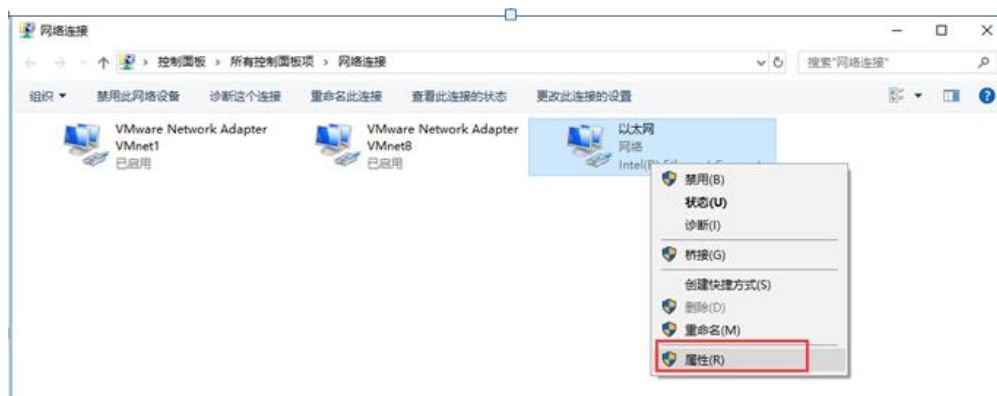 网络连接
控制面板 › 所有控制面板项 › 网络连接
搜索"网络连接"
组织 禁用此网络设备 诊断这个连接 重命名此连接 查看此连接的状态 更改此连接的设置
VMware Network Adapter
VMnet1
已启用
VMware Network Adapter
VMnet8
已启用
以太网
网络
禁用(B)
状态(U)
诊断(I)
桥接(G)
创建快捷方式(S)
删除(D)
重命名(M)
属性(R)